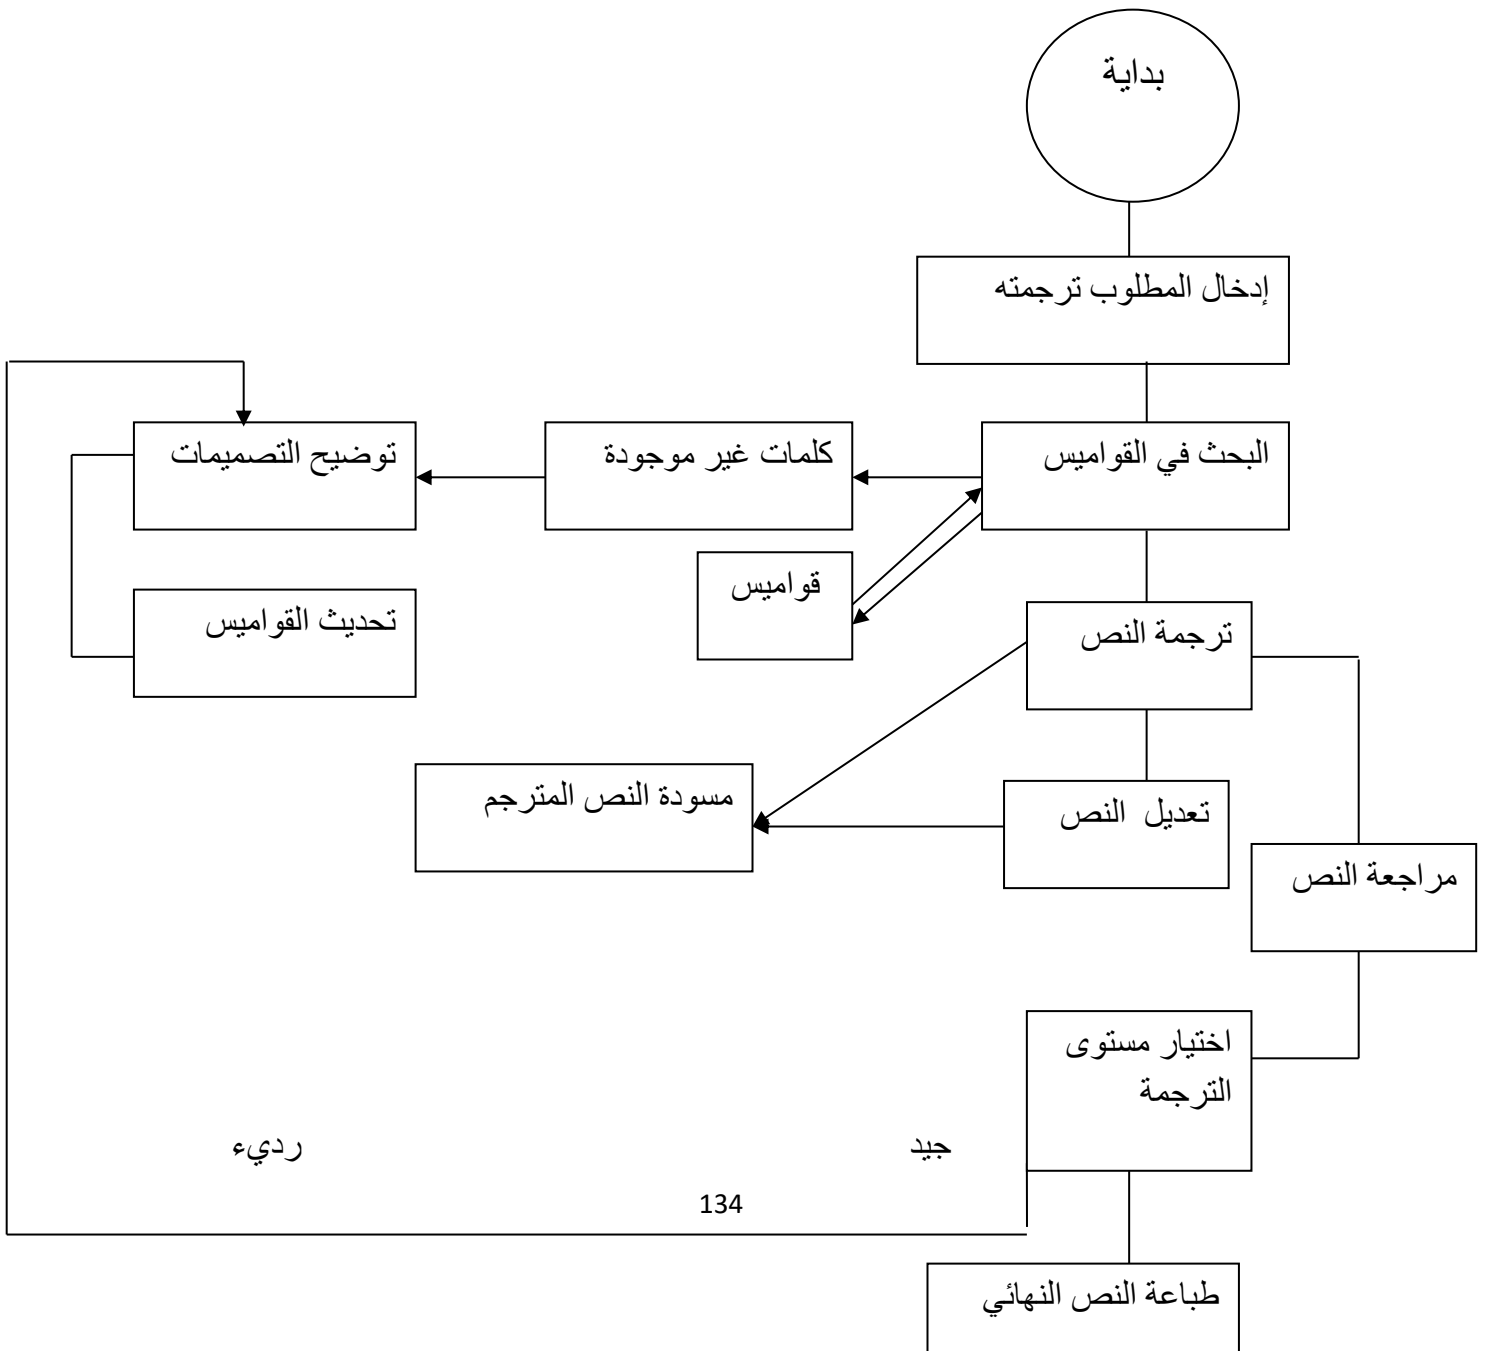 بداية
إدخال المطلوب ترجمته
البحث في القواميس
كلمات غير موجودة
توضيح التصميمات
قواميس
تحديث القواميس
ترجمة النص
مسودة النص المترجم
تعديل النص
مراجعة النص
اختيار مستوى
الترجمة
جيد
رديء
134
طباعة النص النهائي